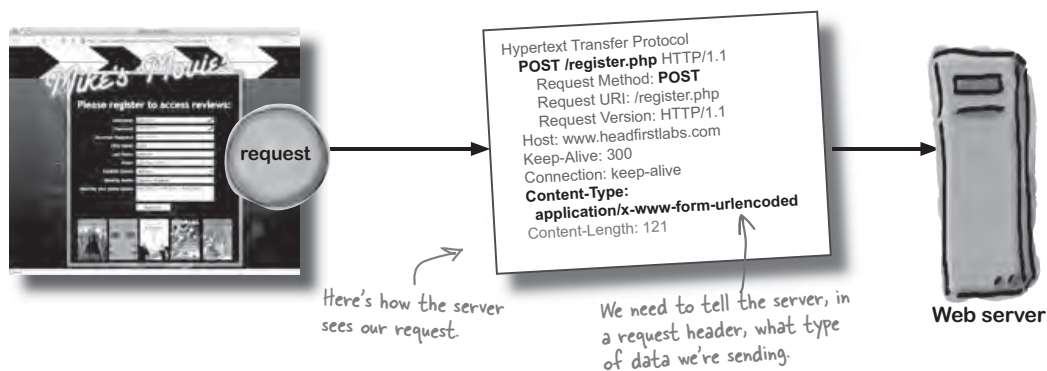 Mike's Movies
Please register to access reviews:
request
Hypertext Transfer Protocol
POST /register.php HTTP/1.1
Request Method: POST
Request URI: /register.php
Request Version: HTTP/1.1
Host: www.headfirstlabs.com
Keep-Alive: 300
Connection: keep-alive
Content-Type:
application/x-www-form-urlencoded
Content-Length: 121
Here's how the server
sees our request.
We need to tell the server, in
a request header, what type
of data we're sending.
Web server